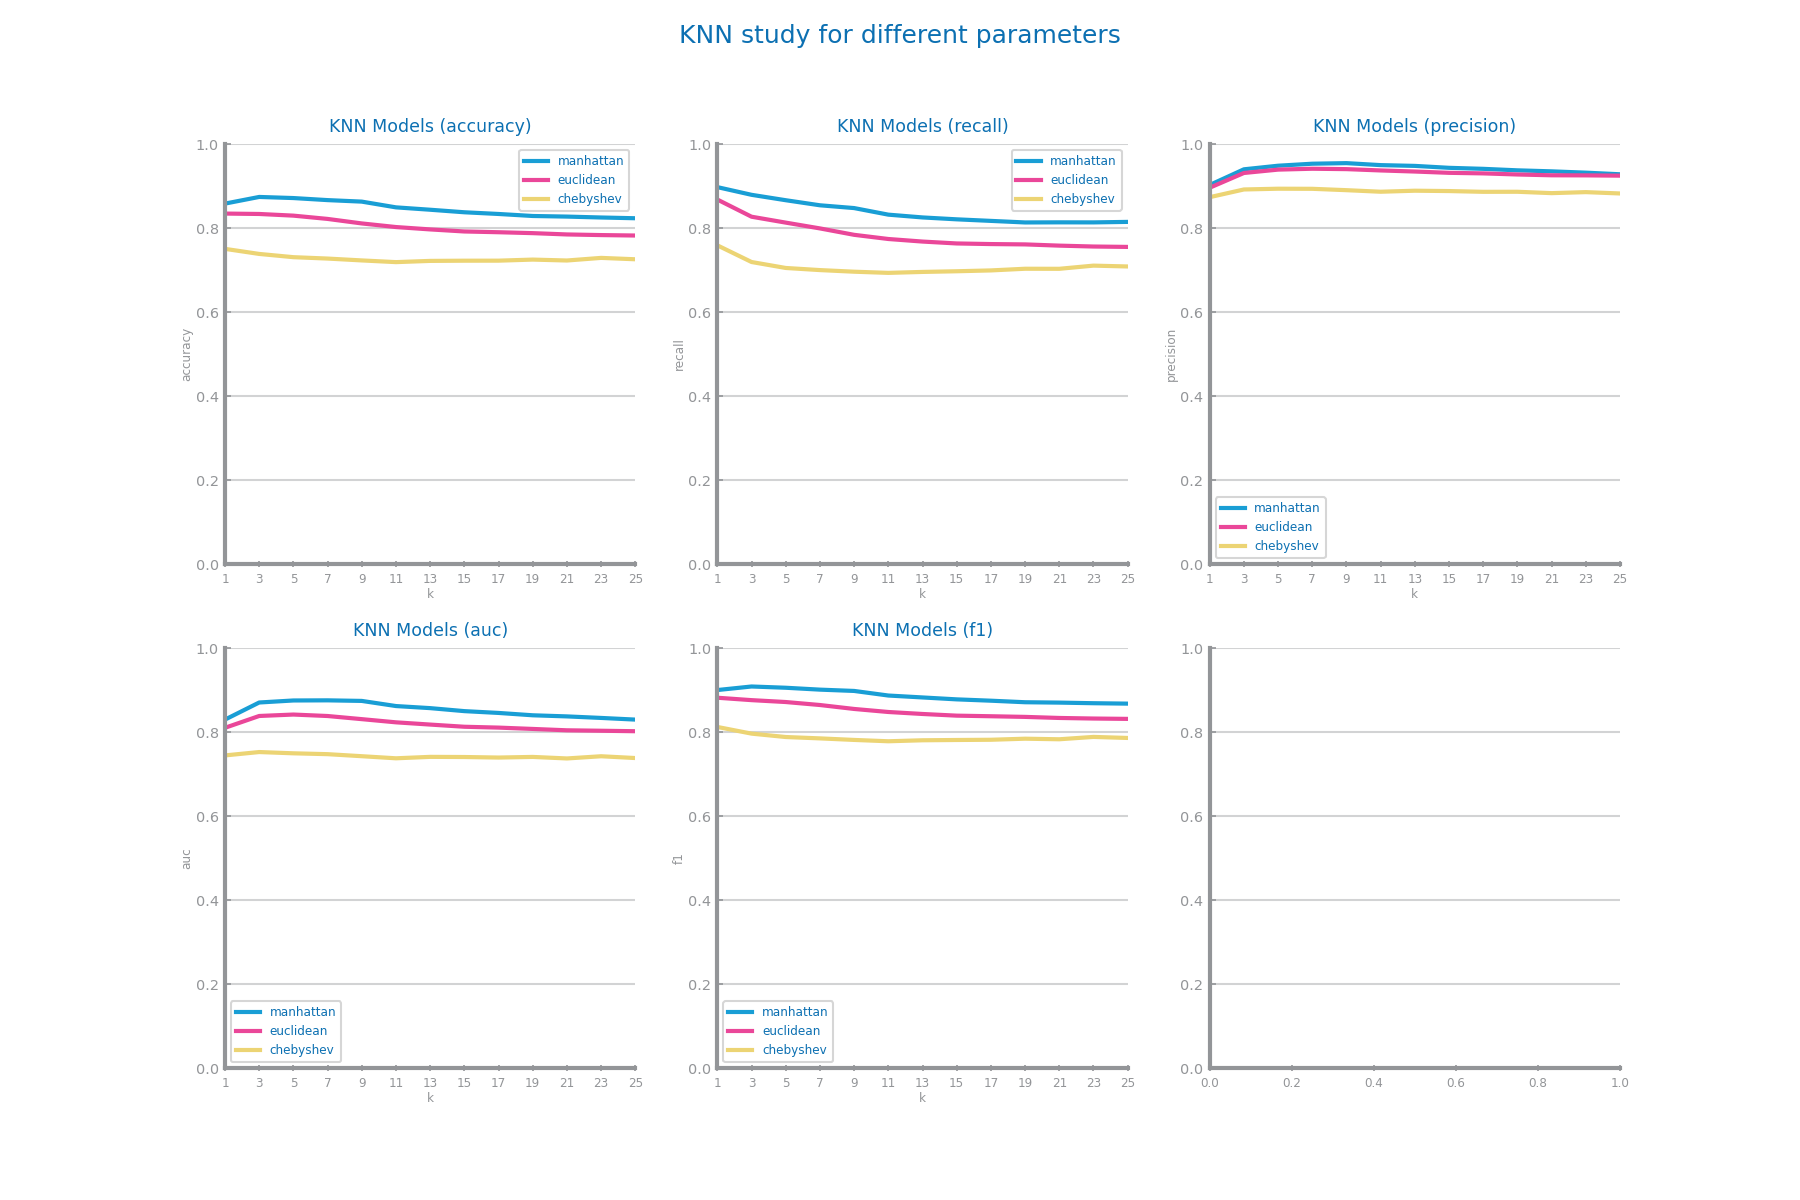 KNN study for different parameters
KNN Models (accuracy)
1.0
0.8
0.6
0.4
0.2
0.0
accuracy
manhattan
euclidean
chebyshev
1 3 5 7 9 11 13 15 17 19 21 23 25
k
KNN Models (recall)
1.0
0.8
0.6
0.4
0.2
0.0
recall
manhattan
euclidean
chebyshev
1 3 5 7 9 11 13 15 17 19 21 23 25
k
KNN Models (precision)
1.0
0.8
0.6
0.4
0.2
0.0
precision
manhattan
euclidean
chebyshev
1 3 5 7 9 11 13 15 17 19 21 23 25
k
KNN Models (auc)
1.0
0.8
0.6
0.4
0.2
0.0
auc
manhattan
euclidean
chebyshev
1 3 5 7 9 11 13 15 17 19 21 23 25
k
KNN Models (f1)
1.0
0.8
0.6
0.4
0.2
0.0
f1
manhattan
euclidean
chebyshev
1 3 5 7 9 11 13 15 17 19 21 23 25
k
1.0
0.8
0.6
0.4
0.2
0.0
0.0 0.2 0.4 0.6 0.8 1.0